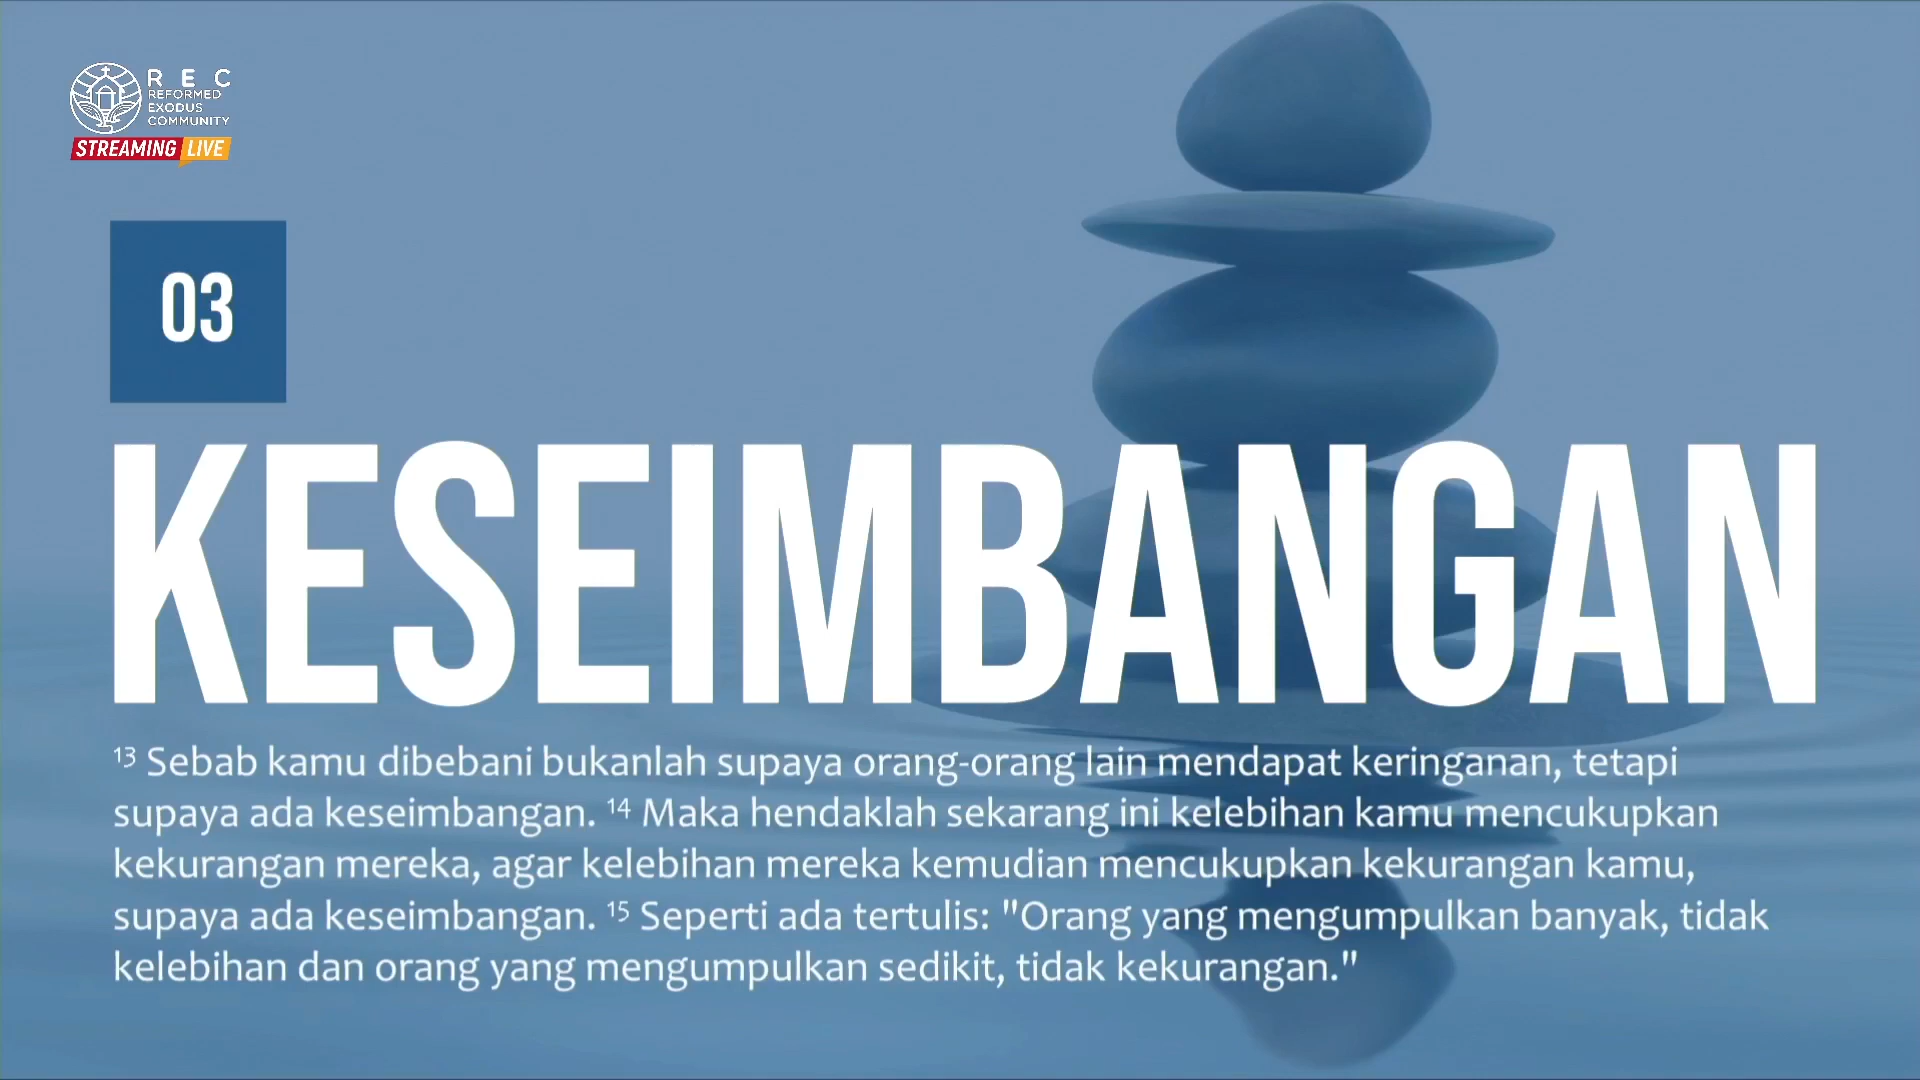 R E C
REFORMED
EXODUS
COMMUNITY
STREAMING LIVE
03
KESEIMBANGAN
13 Sebab kamu dibebani bukanlah supaya orang-orang lain mendapat keringanan, tetapi
supaya ada keseimbangan. 14 Maka hendaklah sekarang ini kelebihan kamu mencukupkan
kekurangan mereka, agar kelebihan mereka kemudian mencukupkan kekurangan kamu,
supaya ada keseimbangan. 15 Seperti ada tertulis: "Orang yang mengumpulkan banyak, tidak
kelebihan dan orang yang mengumpulkan sedikit, tidak kekurangan."